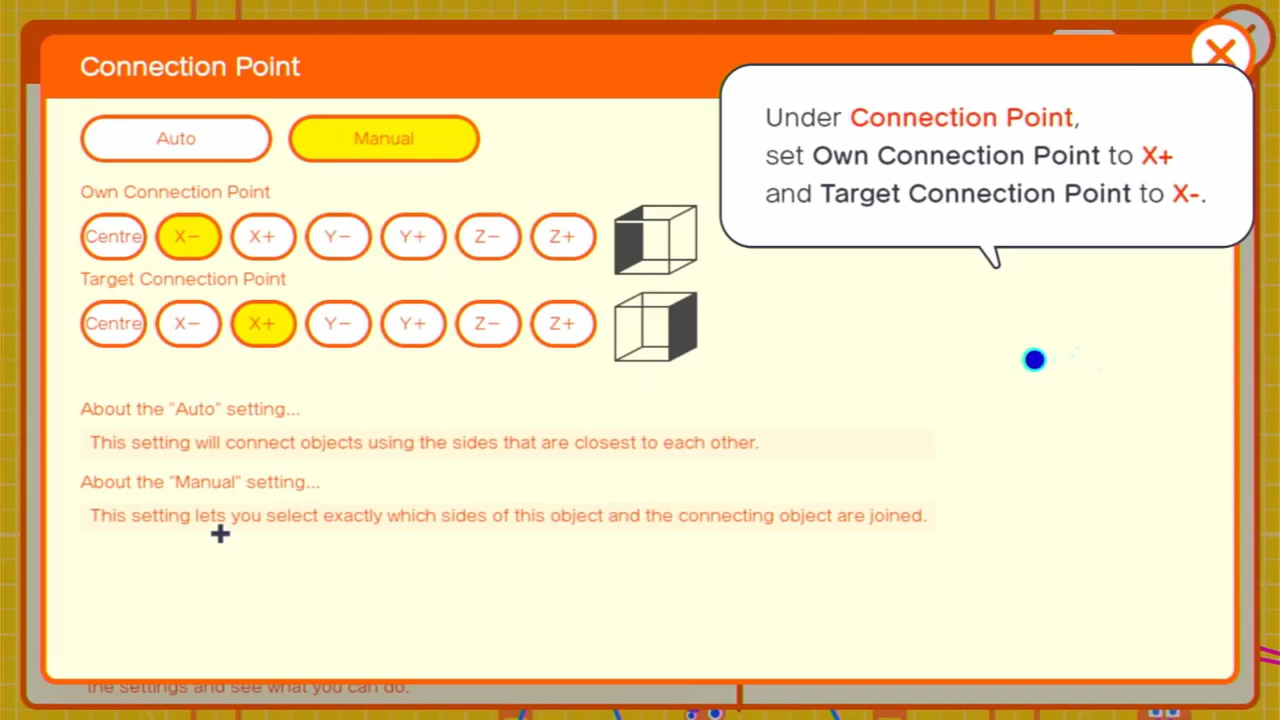 Connection Point
Under Connection Point,
set Own Connection Point to X+
and Target Connection Point to X-.
Auto
Manual
Own Connection Point
Centre X- X+ Y- Y+ Z- Z+
Target Connection Point
Centre X- X+ Y- Y+ Z- Z+
About the "Auto" setting...
This setting will connect objects using the sides that are closest to each other.
About the "Manual" setting...
This setting lets you select exactly which sides of this object and the connecting object are joined.
the settings and see what you can do.